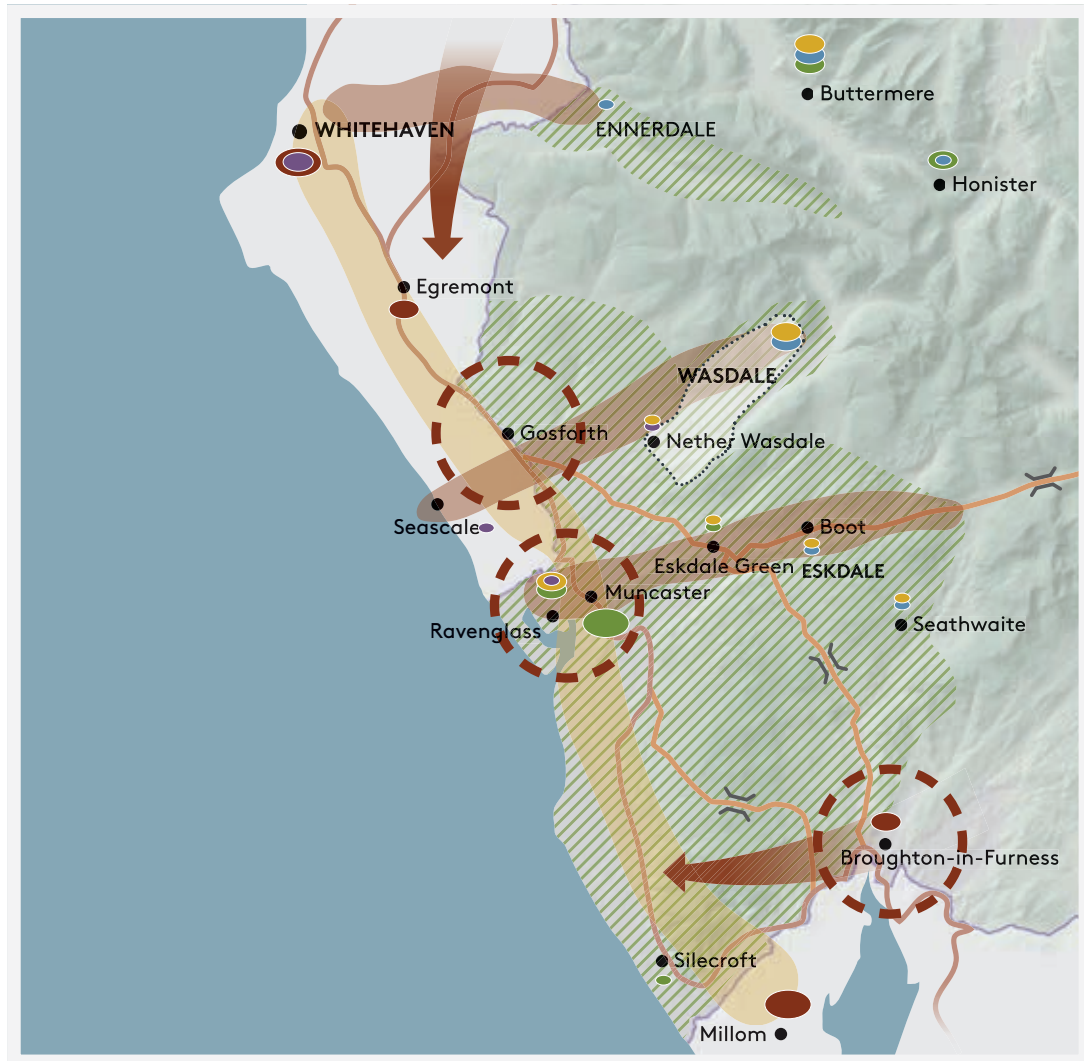 Buttermere
WHITEHAVEN
ENNERDALE
Honister
Egremont
WASDALE
Gosforth
Nether Wasdale
Seascale
Boot
Eskdale Green
ESKDALE
Muncaster
Ravenglass
Seathwaite
Broughton-in-Furness
Silecroft
Millom